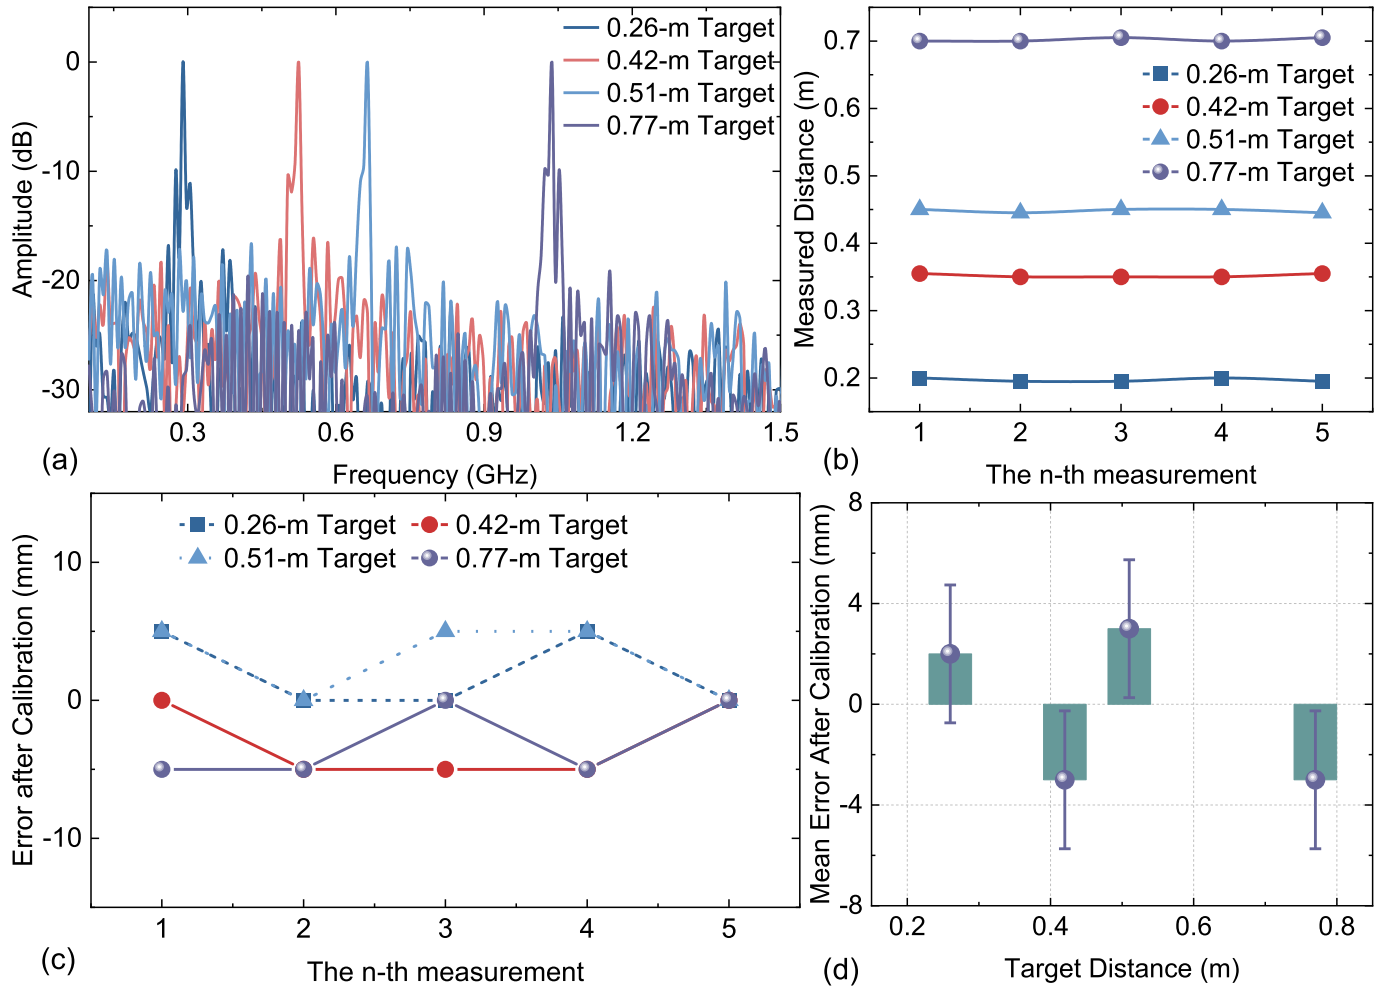 0.26-m Target
0.42-m Target
0.51-m Target
0.77-m Target
0
-10
-20
-30
Amplitude (dB)
0.3
0.6
0.9
1.2
1.5
Frequency (GHz)
(a)
0.7
0.6
0.5
0.4
0.3
0.2
Measured Distance (m)
0.26-m Target
0.42-m Target
0.51-m Target
0.77-m Target
1
2
3
4
5
The n-th measurement
(b)
0.26-m Target
0.42-m Target
0.51-m Target
0.77-m Target
10
0
-10
Error after Calibration (mm)
1
2
3
4
5
The n-th measurement
(c)
8
4
0
-4
-8
Mean Error After Calibration (mm)
0.2
0.4
0.6
0.8
Target Distance (m)
(d)